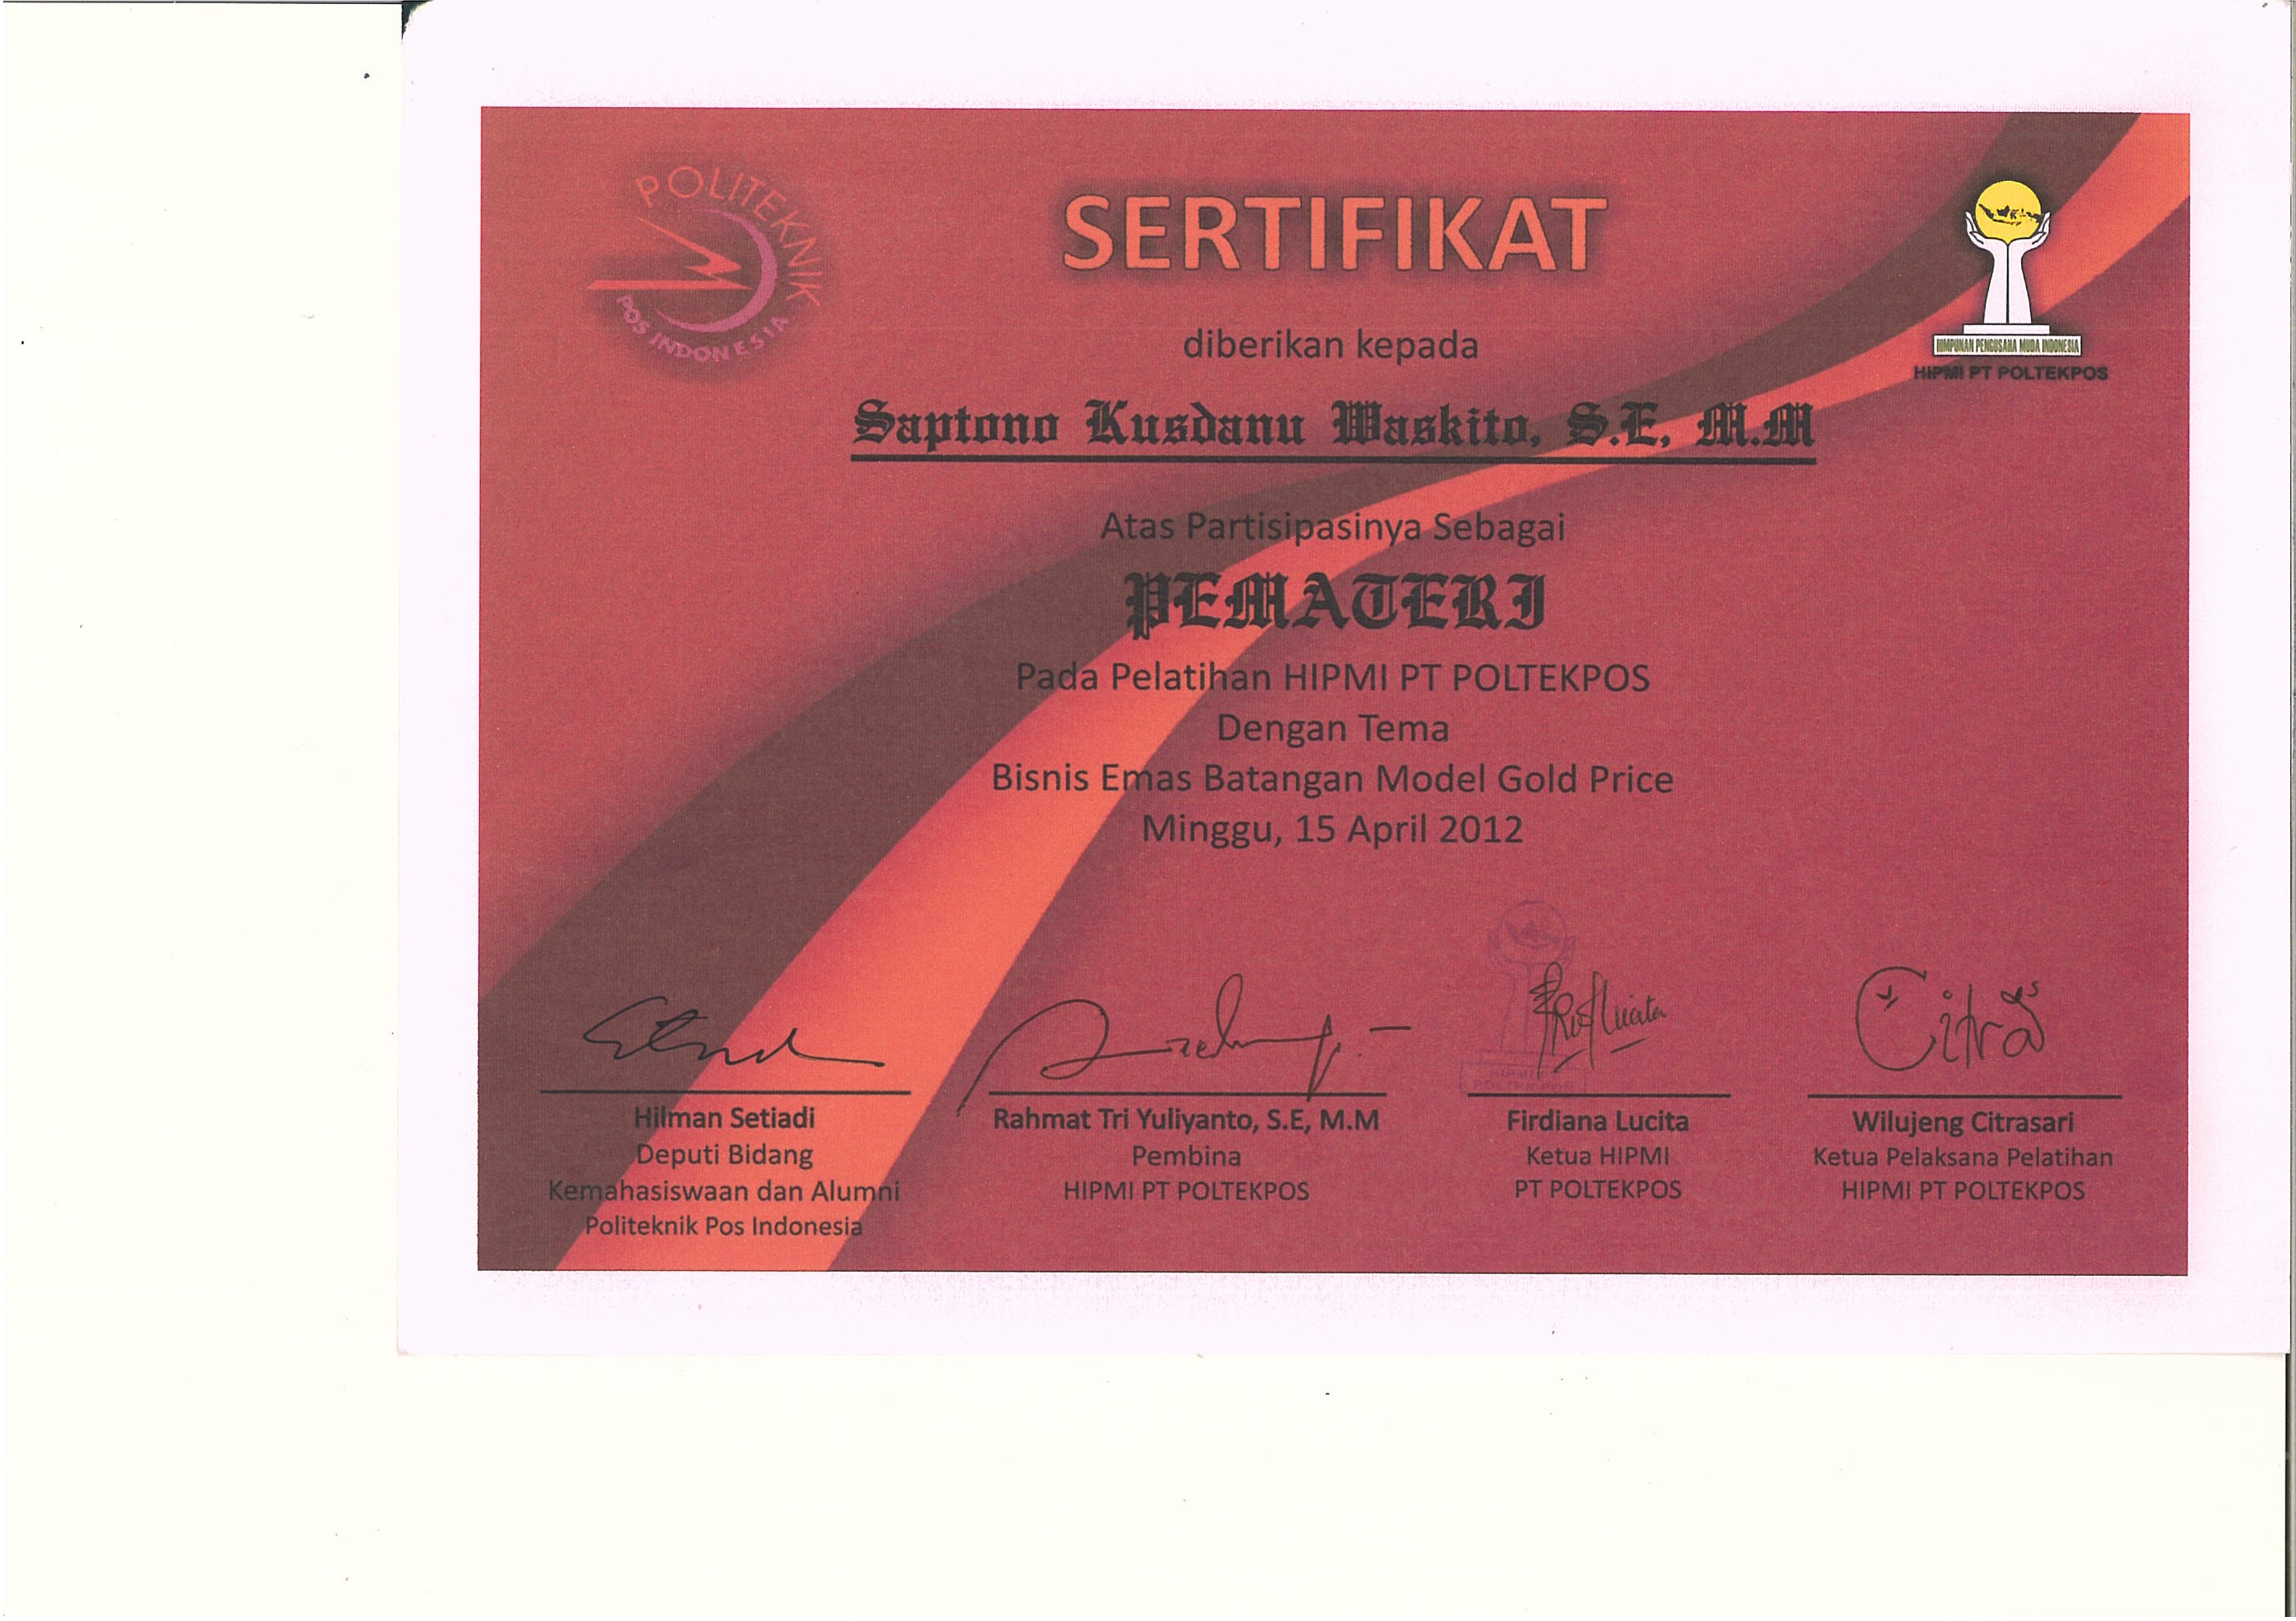 POLITEKNIK
POS INDONESIA
SERTIFIKAT
HIMPUNAN PENGUSAHA MUDA INDONESIA
HIPMI PT POLTEKPOS
diberikan kepada
Saptono Kusdanu Waskito, S.E, M.M
Atas Partisipasinya Sebagai
PEMATERI
Pada Pelatihan HIPMI PT POLTEKPOS
Dengan Tema
Bisnis Emas Batangan Model Gold Price
Minggu, 15 April 2012
Citra
Hilman Setiadi
Deputi Bidang
Kemahasiswaan dan Alumni
Politeknik Pos Indonesia
Rahmat Tri Yuliyanto, S.E, M.M
Pembina
HIPMI PT POLTEKPOS
Firdiana Lucita
Ketua HIPMI
PT POLTEKPOS
Wilujeng Citrasari
Ketua Pelaksana Pelatihan
HIPMI PT POLTEKPOS